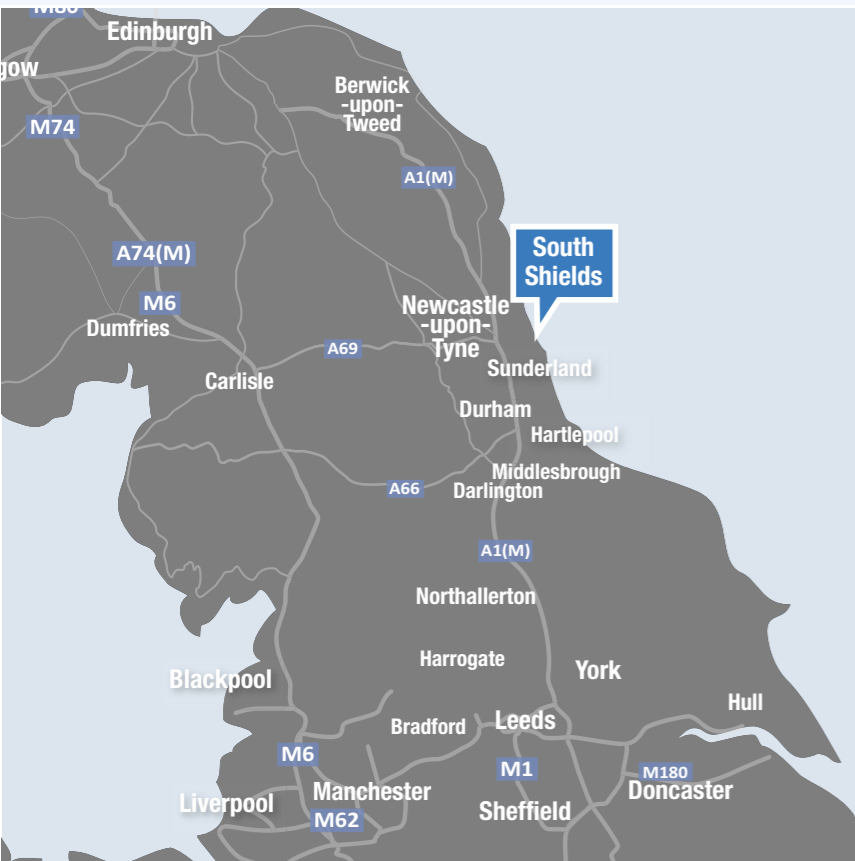 M80
Edinburgh
gow
Berwick
-upon-
Tweed
M74
A1(M)
South
Shields
A74(M)
M6
Newcastle
-upon-
Tyne
Dumfries
A69
Sunderland
Carlisle
Durham
Hartlepool
Middlesbrough
A66
Darlington
A1(M)
Northallerton
Harrogate
York
Blackpool
Hull
Bradford
Leeds
M6
M1
M180
Manchester
Doncaster
Liverpool
Sheffield
M62